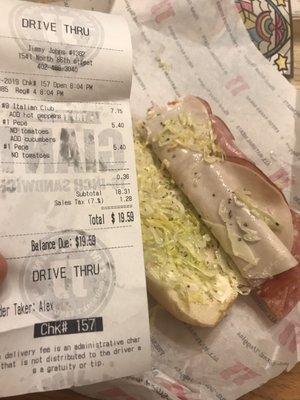 DRIVE THRU
Jimmy Johns #1382
1541 North 86th street
402-488-3040
-2019 Chk# 157 Open 8:04 PM
Reg# 4 8:04 PM
#9 Italian Club 7.15
ADD hot peppers
#1 Pepe 5.40
NO tomatoes
ADD cucumbers
#1 Pepe 5.40
NO tomatoes
0.36
Subtotal 18.31
Sales Tax (7.%) 1.28
Total $ 19.59
Balance Due: $19.59
DRIVE THRU
der Taker: Alex
Chk# 157
delivery fee is an administrative char
that is not distributed to the driver a
s a gratuity or tip.